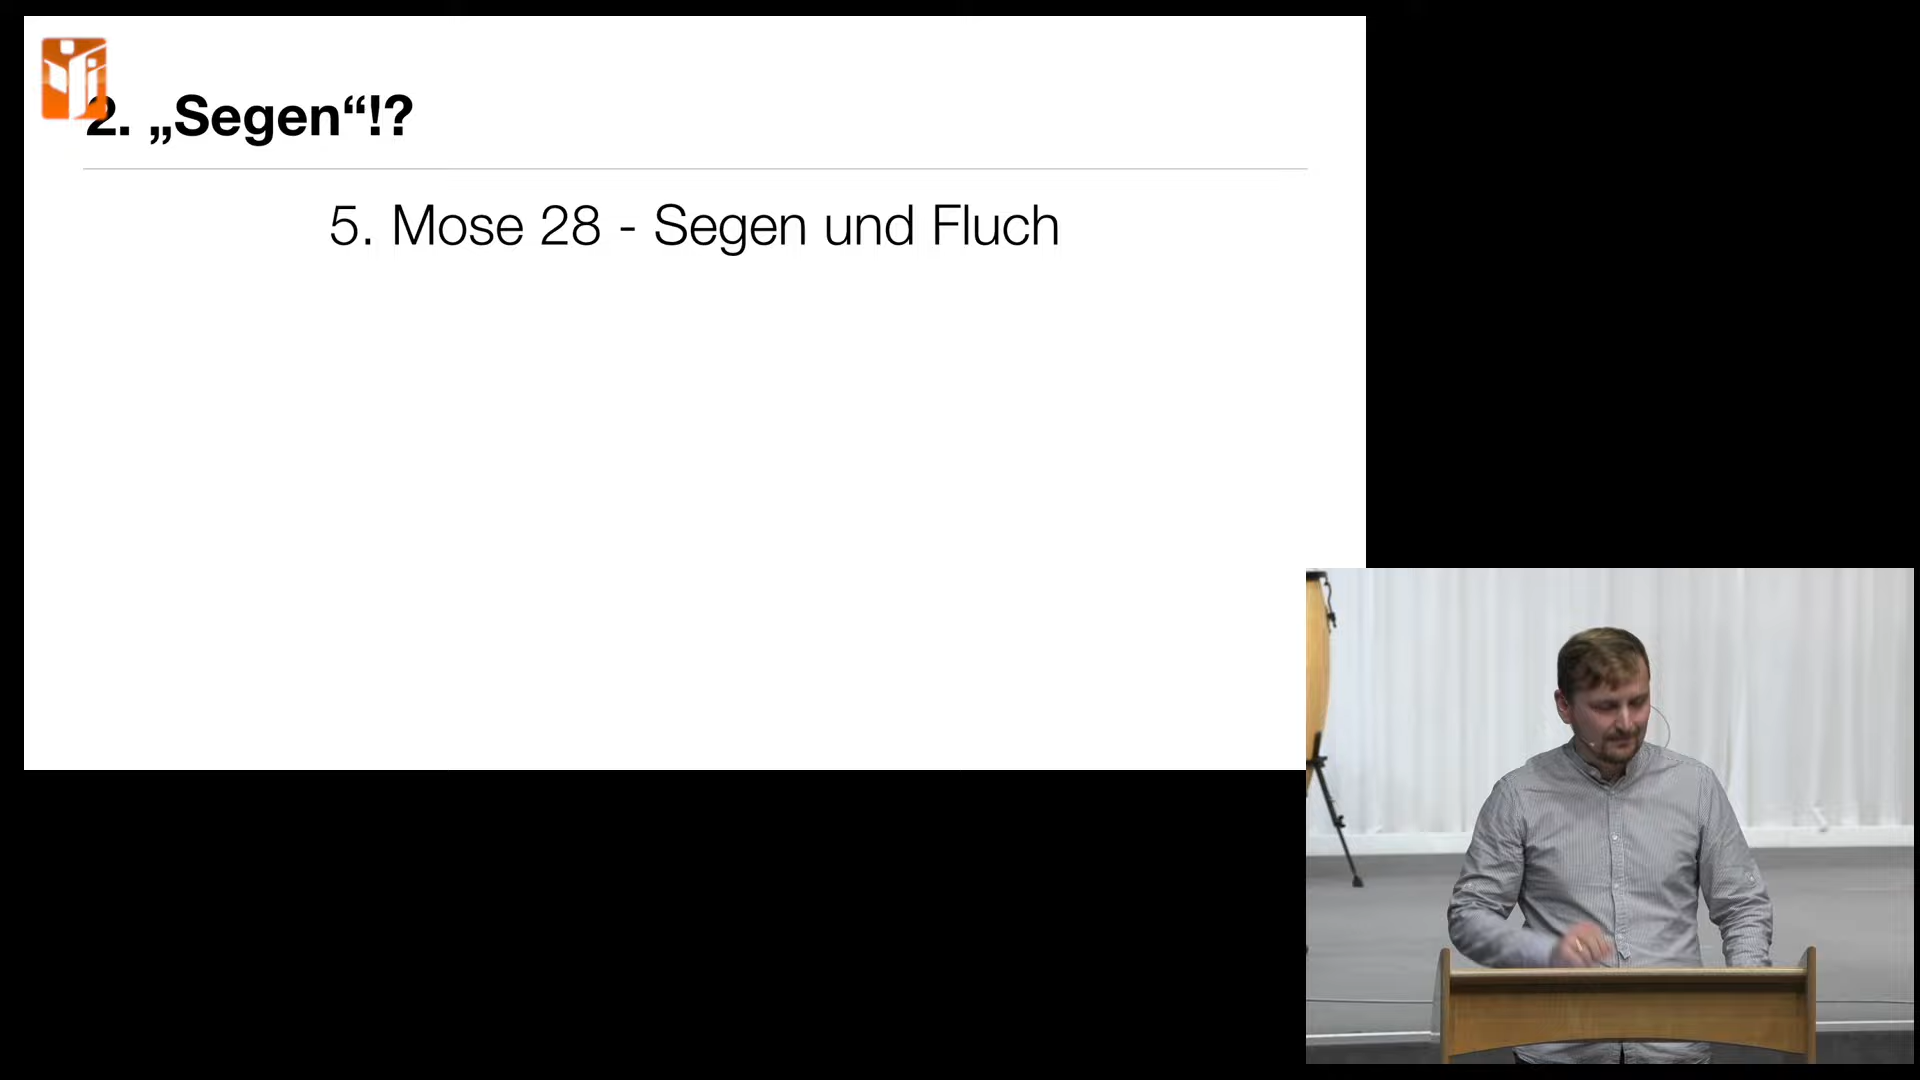 2. „Segen“!?
5. Mose 28 - Segen und Fluch